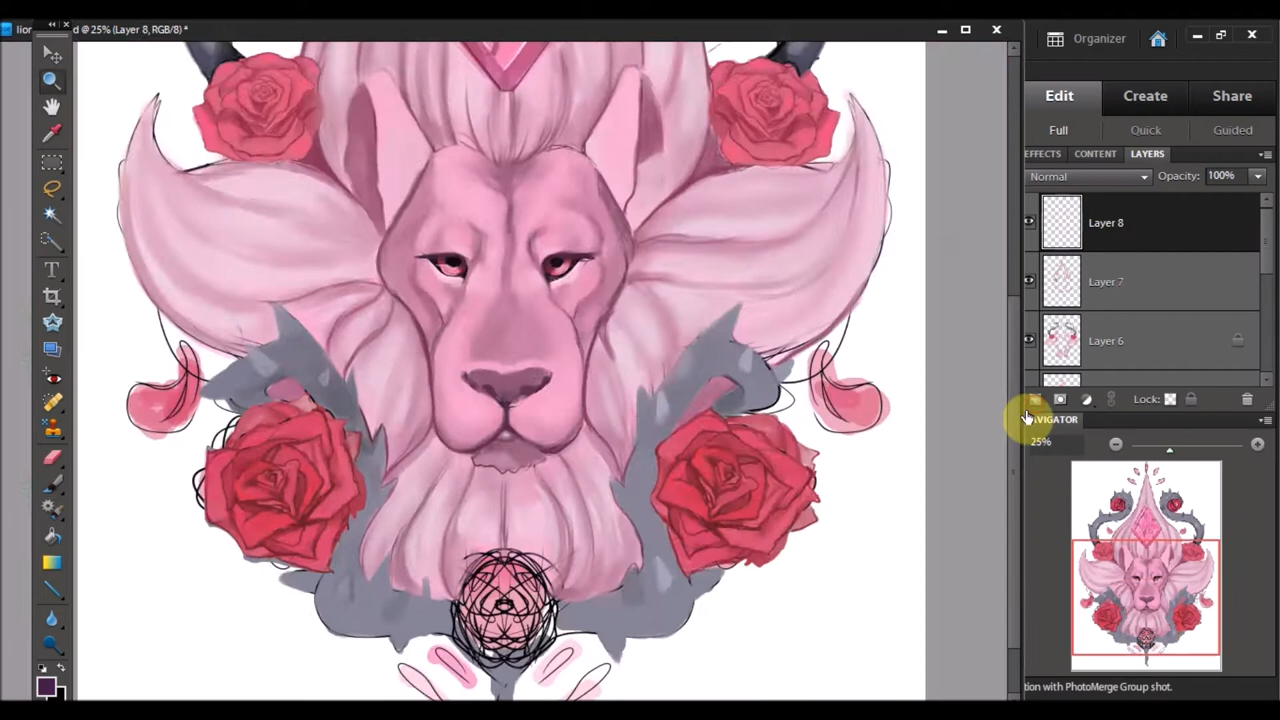 lion
d @ 25% (Layer 8, RGB/8) *
Organizer
Edit
Create
Share
Full
Quick
Guided
EFFECTS
CONTENT
LAYERS
Normal
Opacity: 100%
Layer 8
Layer 7
Layer 6
Lock:
VIGATOR
25%
tion with PhotoMerge Group shot.